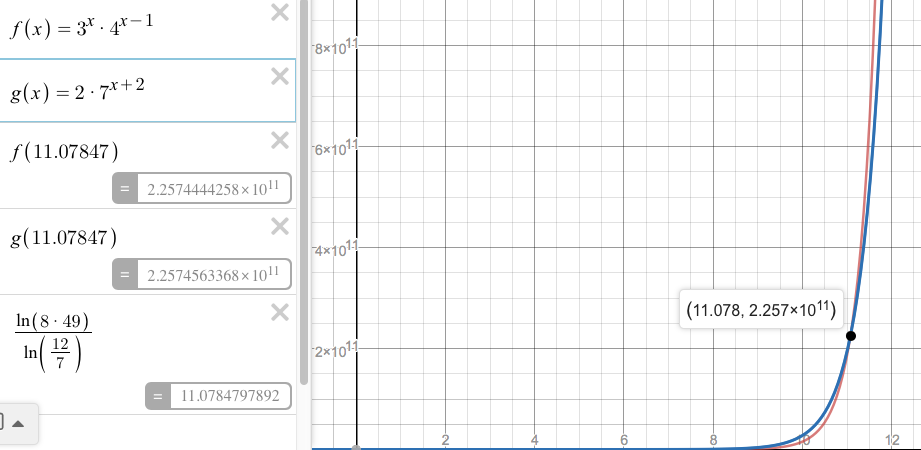 f(x) = 3^x · 4^{x−1}
g(x) = 2 · 7^{x+2}
f(11.07847)
= 2.2574444258×10^{11}
g(11.07847)
= 2.2574563368×10^{11}
ln(8 · 49)
ln(12/7)
= 11.0784797892
8×10^{11}
6×10^{11}
4×10^{11}
(11.078, 2.257×10^{11})
2×10^{11}
2 4 6 8 10 12